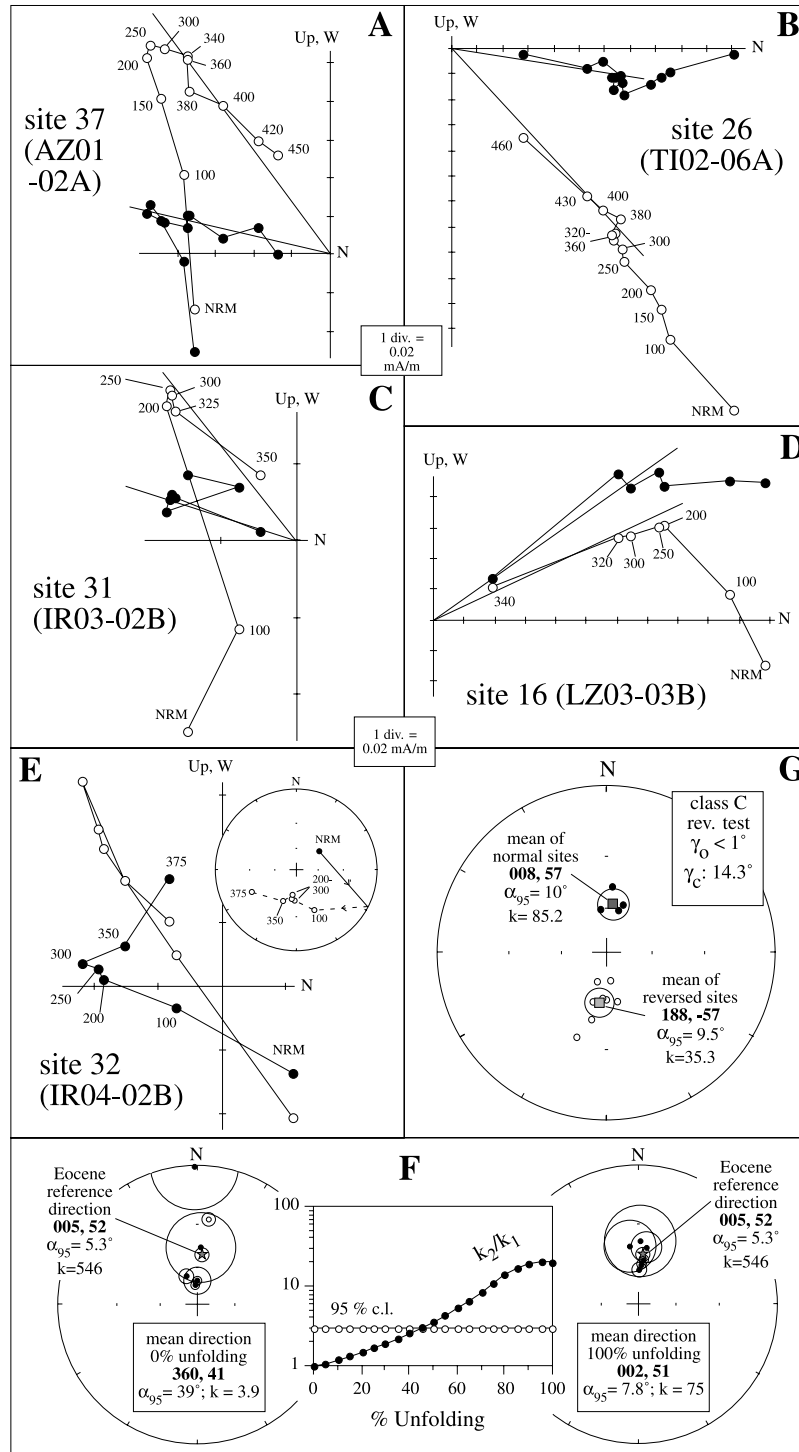 A
Up, W
250
300
340
360
200
150
380
400
420
450
100
site 37
(AZ01
-02A)
N
NRM
1 div. =
0.02
mA/m
B
N
site 26
(TI02-06A)
460
430
400
380
320-
360
300
250
200
150
100
NRM
Up, W
C
250
300
200
325
350
N
site 31
(IR03-02B)
100
NRM
1 div. =
0.02 mA/m
D
Up, W
200
320
300
250
340
100
N
NRM
site 16 (LZ03-03B)
E
Up, W
N
NRM
375
200-
300
350
100
375
350
300
250
200
100
N
NRM
site 32
(IR04-02B)
G
N
class C
rev. test
γo < 1°
γc: 14.3°
mean of
normal sites
008, 57
α95= 10°
k= 85.2
mean of
reversed sites
188, -57
α95= 9.5°
k=35.3
F
N
Eocene
reference
direction
005, 52
α95= 5.3°
k=546
mean direction
0% unfolding
360, 41
α95= 39°; k = 3.9
100
10
1
k2/k1
95 % c.l.
0 20 40 60 80 100
% Unfolding
N
Eocene
reference
direction
005, 52
α95= 5.3°
k=546
mean direction
100% unfolding
002, 51
α95= 7.8°; k = 75